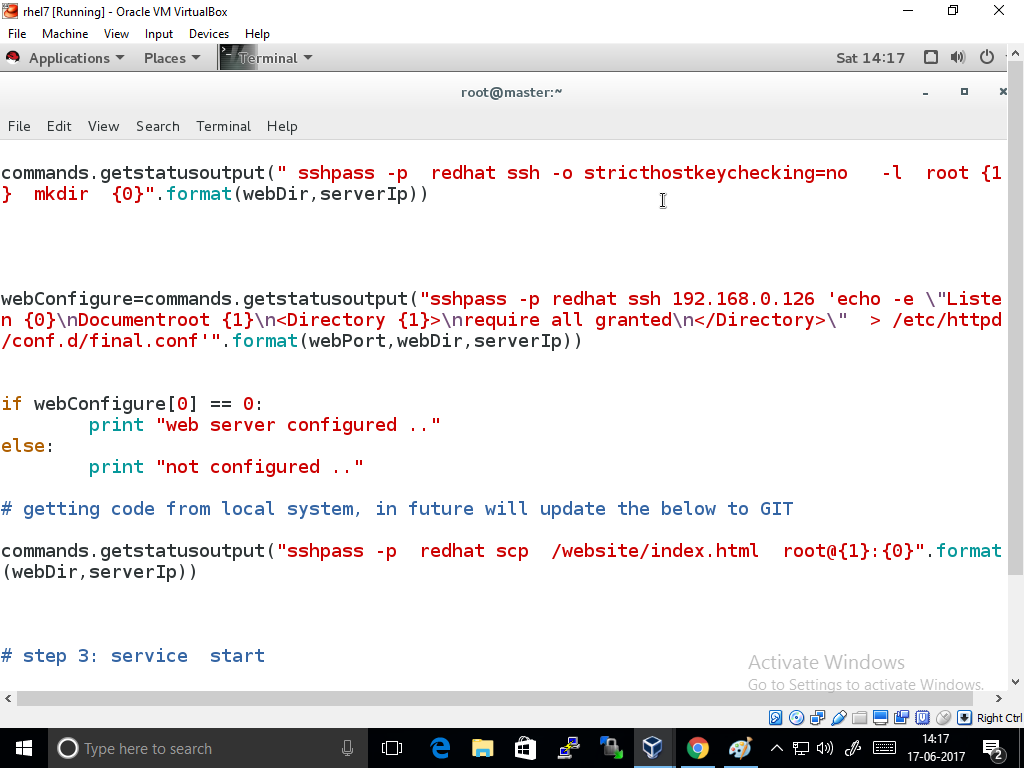 rhel7 [Running] - Oracle VM VirtualBox
File Machine View Input Devices Help
Applications Places Terminal Sat 14:17
root@master:~
File Edit View Search Terminal Help
commands.getstatusoutput(" sshpass -p  redhat ssh -o stricthostkeychecking=no   -l  root {1
}  mkdir  {0}".format(webDir,serverIp))
webConfigure=commands.getstatusoutput("sshpass -p redhat ssh 192.168.0.126 'echo -e \"Liste
n {0}\nDocumentroot {1}\n<Directory {1}>\nrequire all granted\n</Directory>\"  > /etc/httpd
/conf.d/final.conf'".format(webPort,webDir,serverIp))
if webConfigure[0] == 0:
        print "web server configured .."
else:
        print "not configured .."
# getting code from local system, in future will update the below to GIT
commands.getstatusoutput("sshpass -p  redhat scp  /website/index.html  root@{1}:{0}".format
(webDir,serverIp))
# step 3: service  start
Activate Windows
Go to Settings to activate Windows.
Right Ctrl
Type here to search
14:17
17-06-2017
2